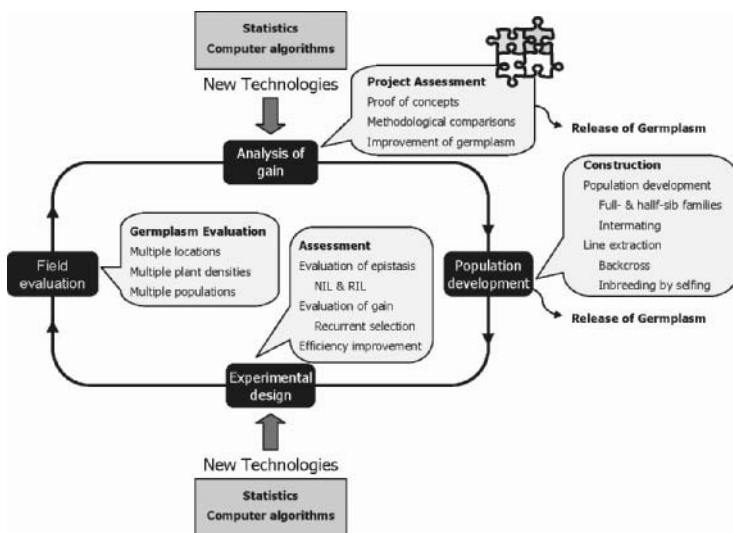 Statistics
Computer algorithms
New Technologies
Project Assessment
Proof of concepts
Methodological comparisons
Improvement of germplasm
Release of Germplasm
Analysis of
gain
Construction
Population development
Full- & hallf-sib families
Intermating
Line extraction
Backcross
Inbreeding by selfing
Germplasm Evaluation
Multiple locations
Multiple plant densities
Multiple populations
Assessment
Evaluation of epistasis
NIL & RIL
Evaluation of gain
Recurrent selection
Efficiency improvement
Field
evaluation
Population
development
Release of Germplasm
Experimental
design
New Technologies
Statistics
Computer algorithms